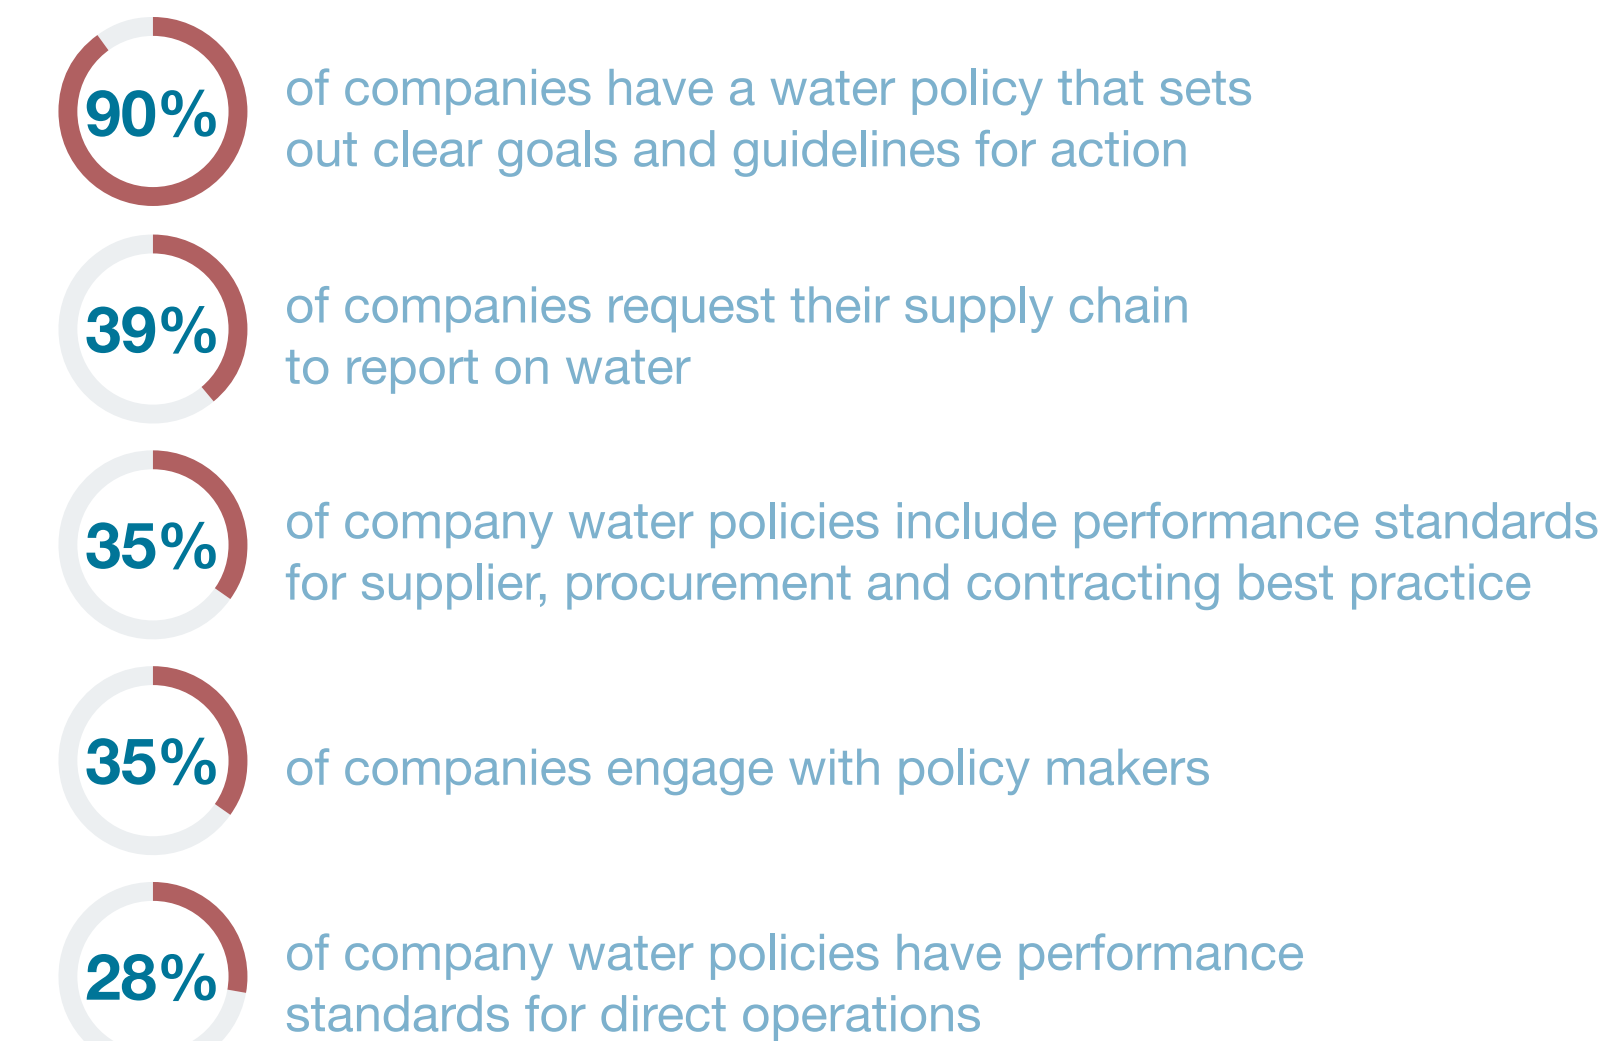 90%
of companies have a water policy that sets
out clear goals and guidelines for action
39%
of companies request their supply chain
to report on water
35%
of company water policies include performance standards
for supplier, procurement and contracting best practice
35%
of companies engage with policy makers
28%
of company water policies have performance
standards for direct operations